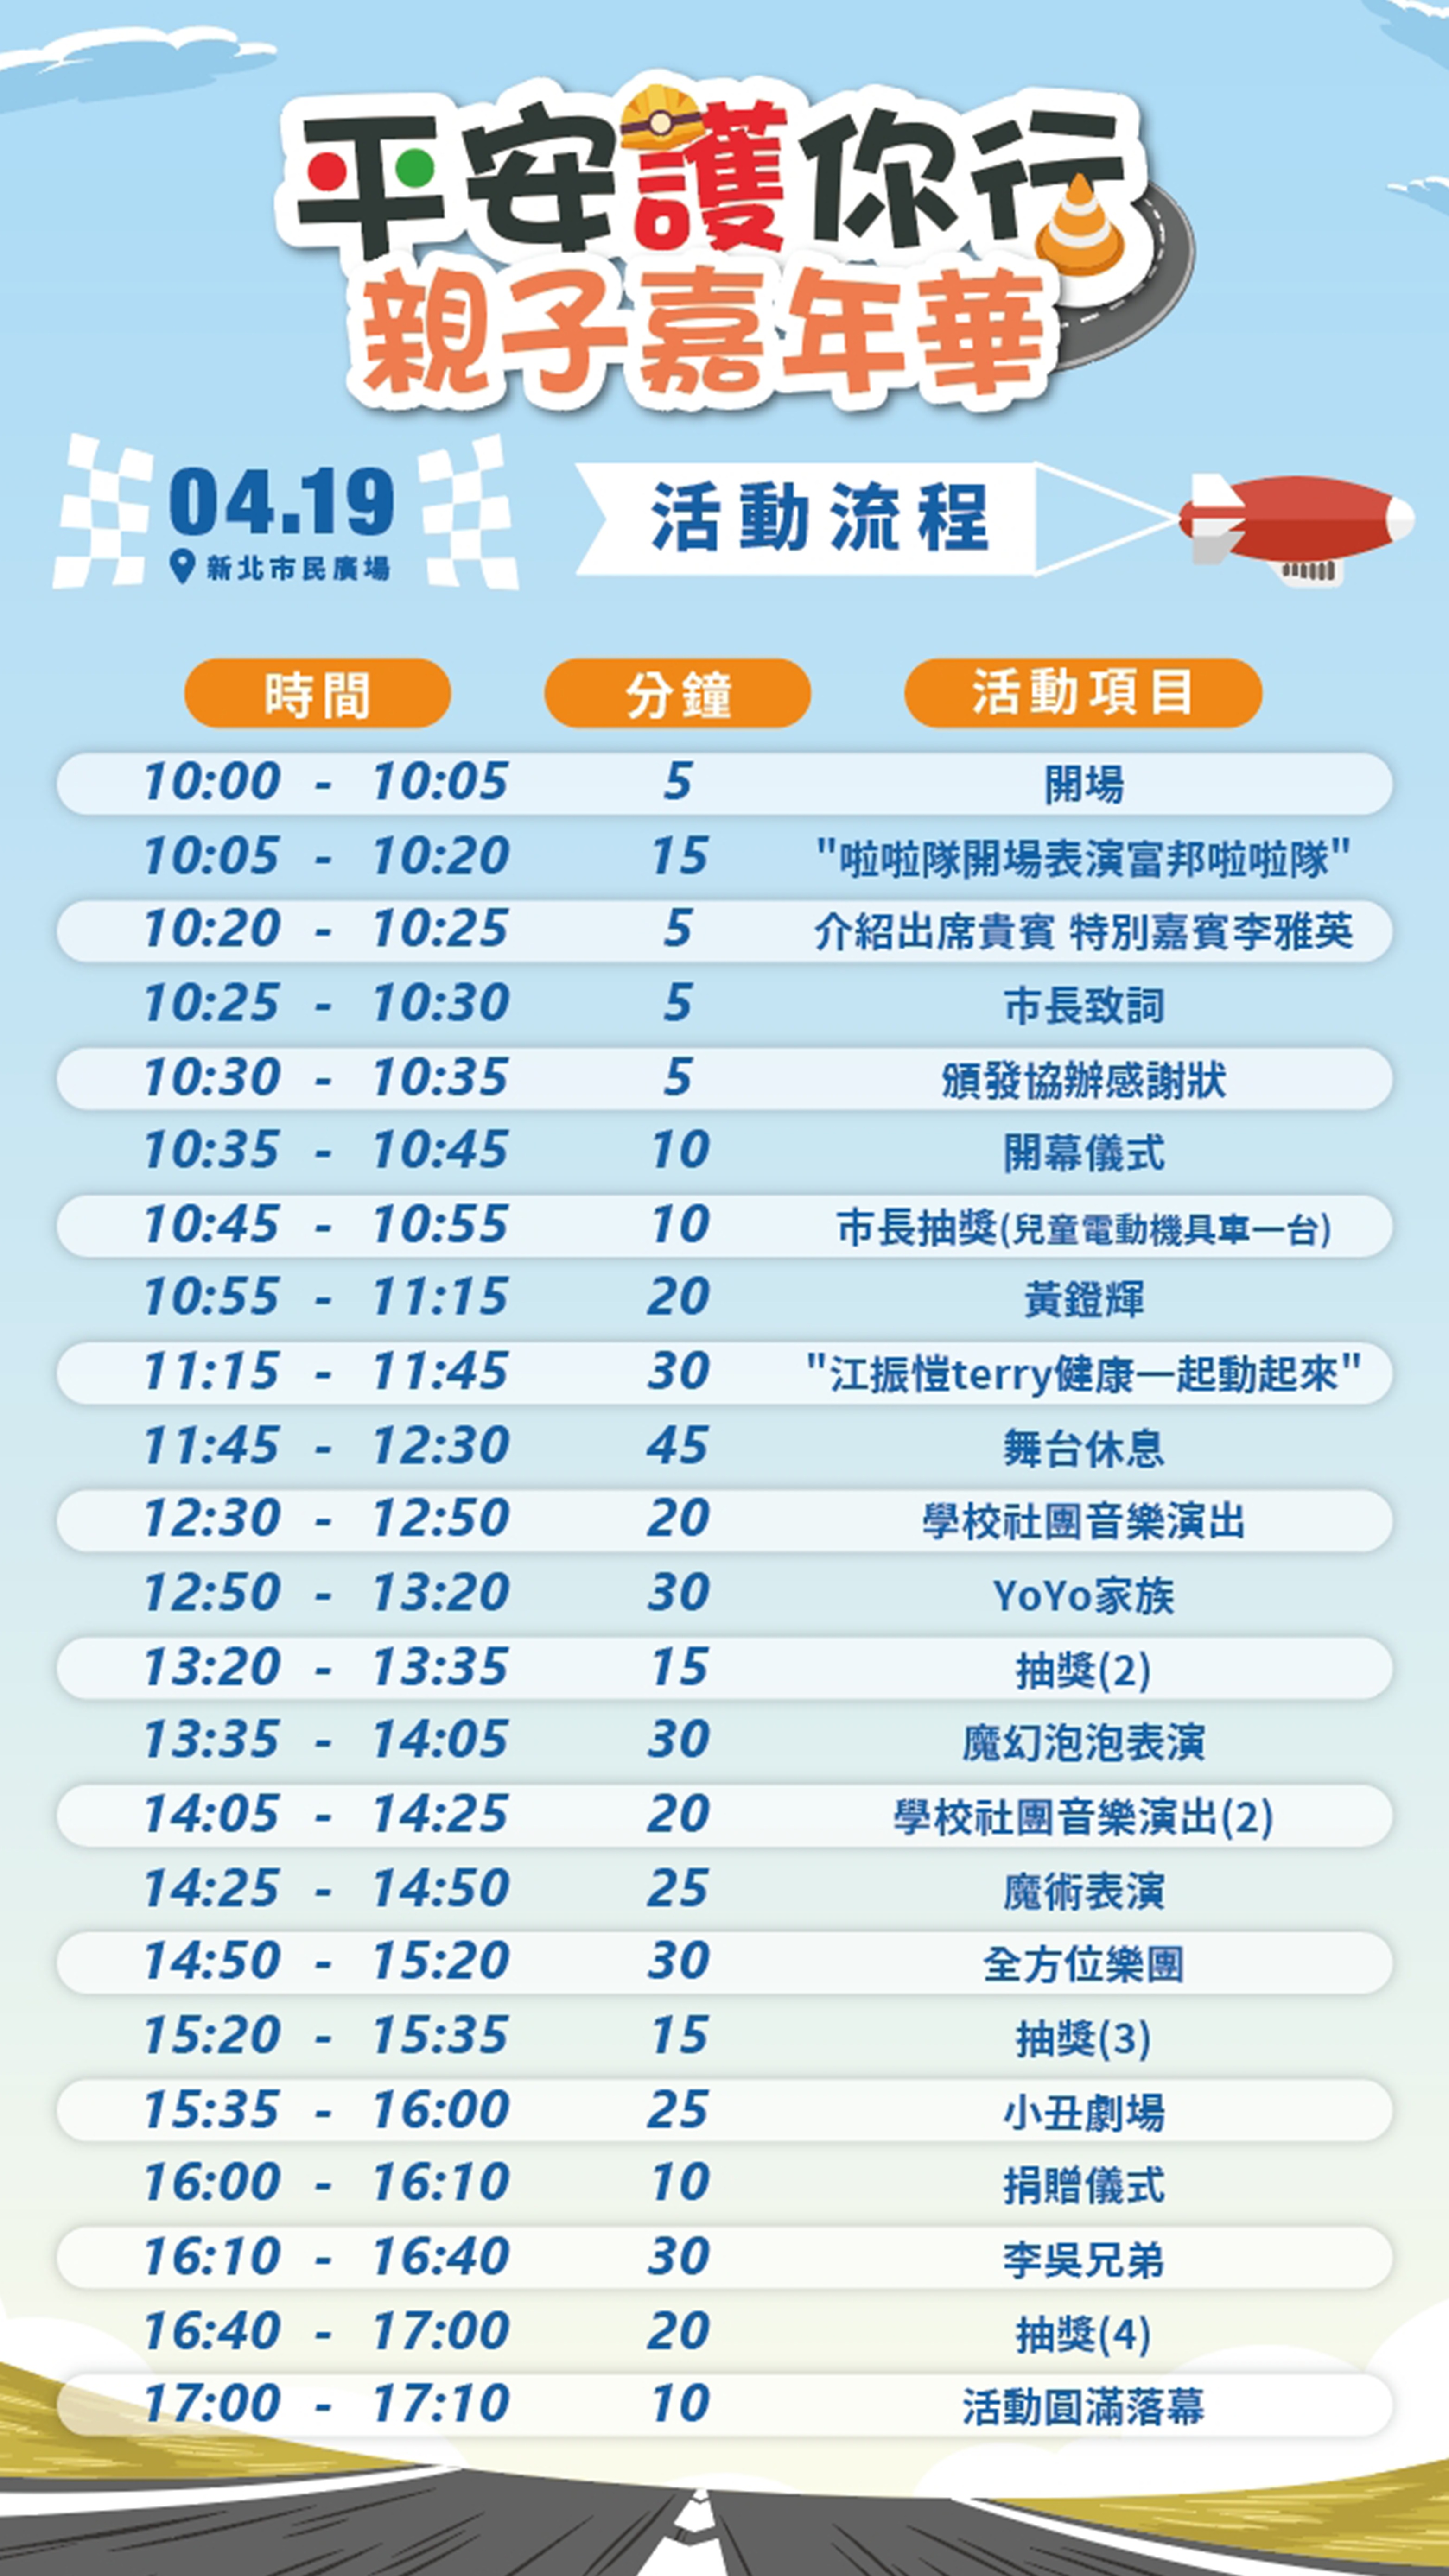 平安護你行
親子嘉年華
04.19
新北市民廣場
活動流程
時間 分鐘 活動項目
10:00 - 10:05 5 開場
10:05 - 10:20 15 "啦啦隊開場表演富邦啦啦隊"
10:20 - 10:25 5 介紹出席貴賓 特別嘉賓李雅英
10:25 - 10:30 5 市長致詞
10:30 - 10:35 5 頒發協辦感謝狀
10:35 - 10:45 10 開幕儀式
10:45 - 10:55 10 市長抽獎(兒童電動機具車一台)
10:55 - 11:15 20 黃鐙輝
11:15 - 11:45 30 "江振愷terry健康一起動起來"
11:45 - 12:30 45 舞台休息
12:30 - 12:50 20 學校社團音樂演出
12:50 - 13:20 30 YoYo家族
13:20 - 13:35 15 抽獎(2)
13:35 - 14:05 30 魔幻泡泡表演
14:05 - 14:25 20 學校社團音樂演出(2)
14:25 - 14:50 25 魔術表演
14:50 - 15:20 30 全方位樂團
15:20 - 15:35 15 抽獎(3)
15:35 - 16:00 25 小丑劇場
16:00 - 16:10 10 捐贈儀式
16:10 - 16:40 30 李吳兄弟
16:40 - 17:00 20 抽獎(4)
17:00 - 17:10 10 活動圓滿落幕